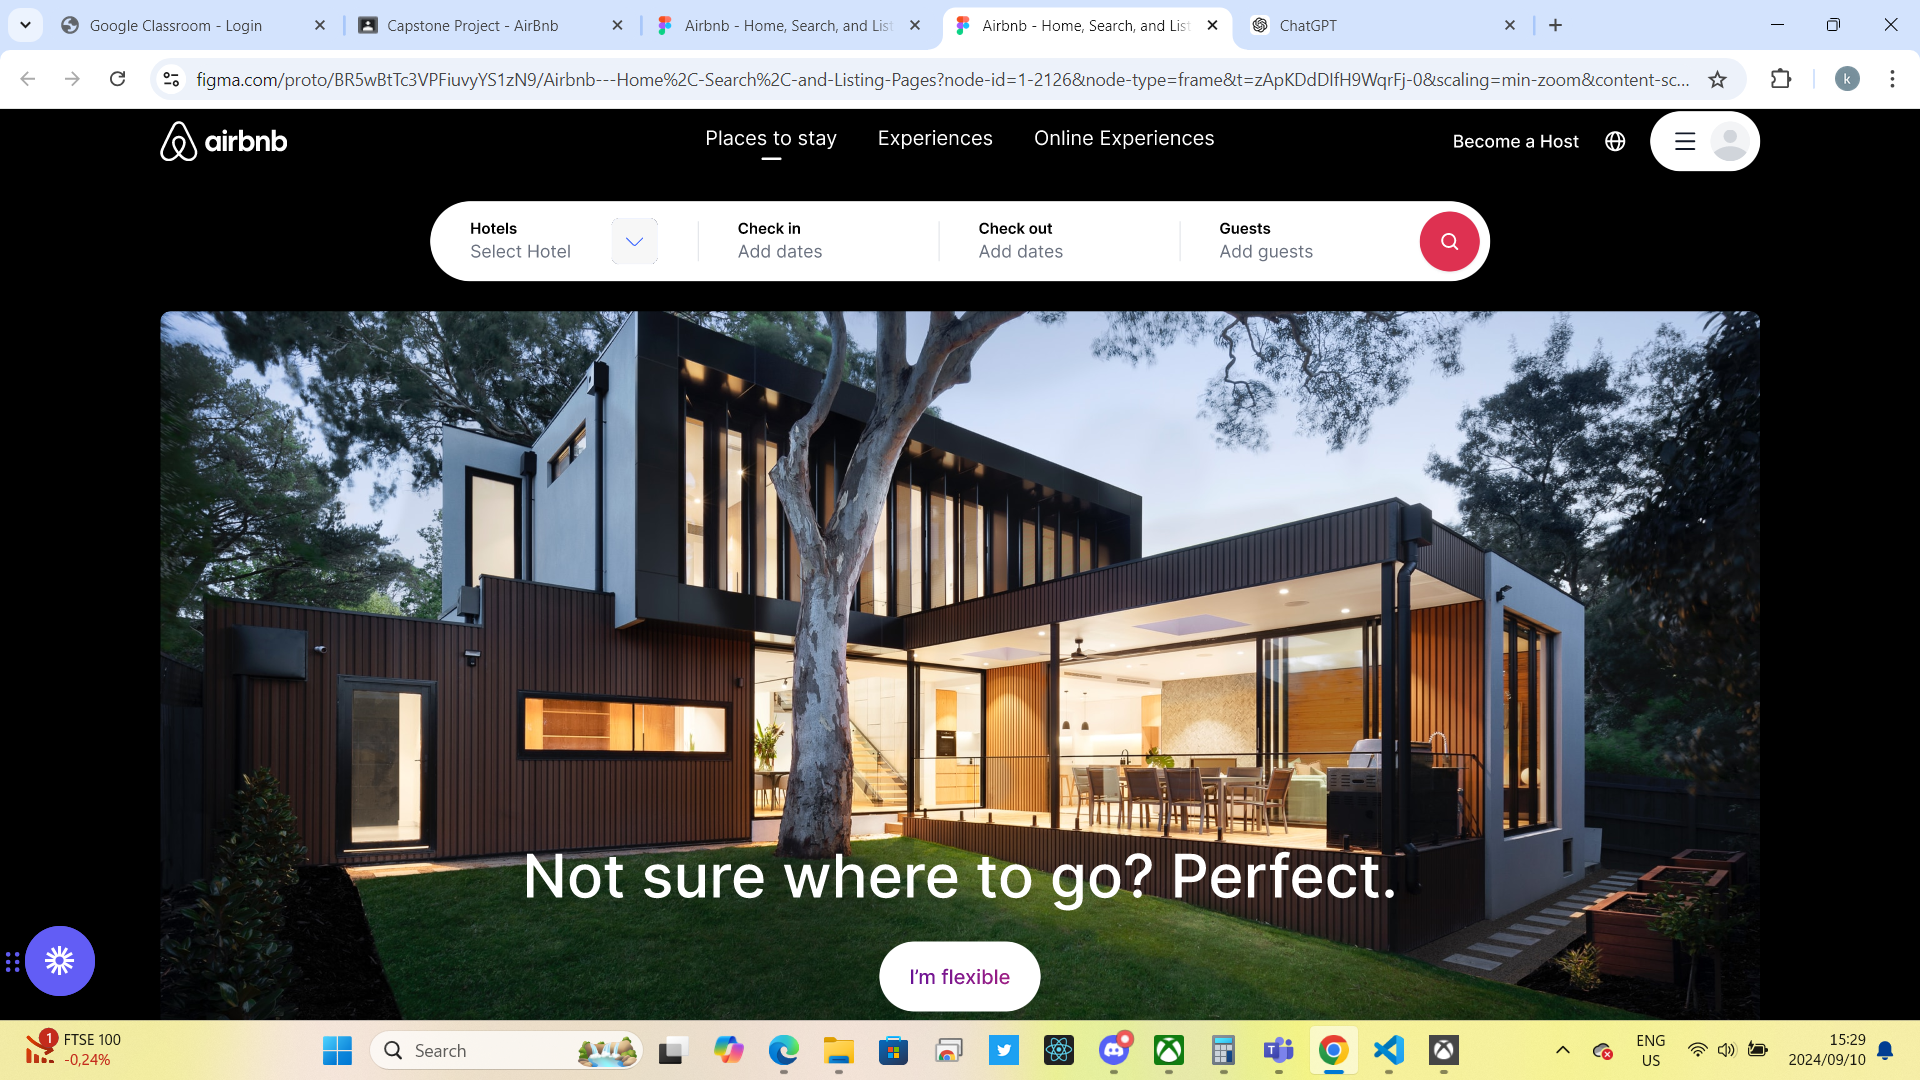 Google Classroom - Login
Capstone Project - AirBnb
Airbnb - Home, Search, and List
Airbnb - Home, Search, and List
ChatGPT
figma.com/proto/BR5wBtTc3VPFiuvyYS1zN9/Airbnb---Home%2C-Search%2C-and-Listing-Pages?node-id=1-2126&node-type=frame&t=zApKDdDIfH9WqrFj-0&scaling=min-zoom&content-sc...
k
airbnb
Places to stay
Experiences
Online Experiences
Become a Host
Hotels
Select Hotel
Check in
Add dates
Check out
Add dates
Guests
Add guests
Not sure where to go? Perfect.
I'm flexible
1
FTSE 100
-0,24%
Search
ENG
US
15:29
2024/09/10